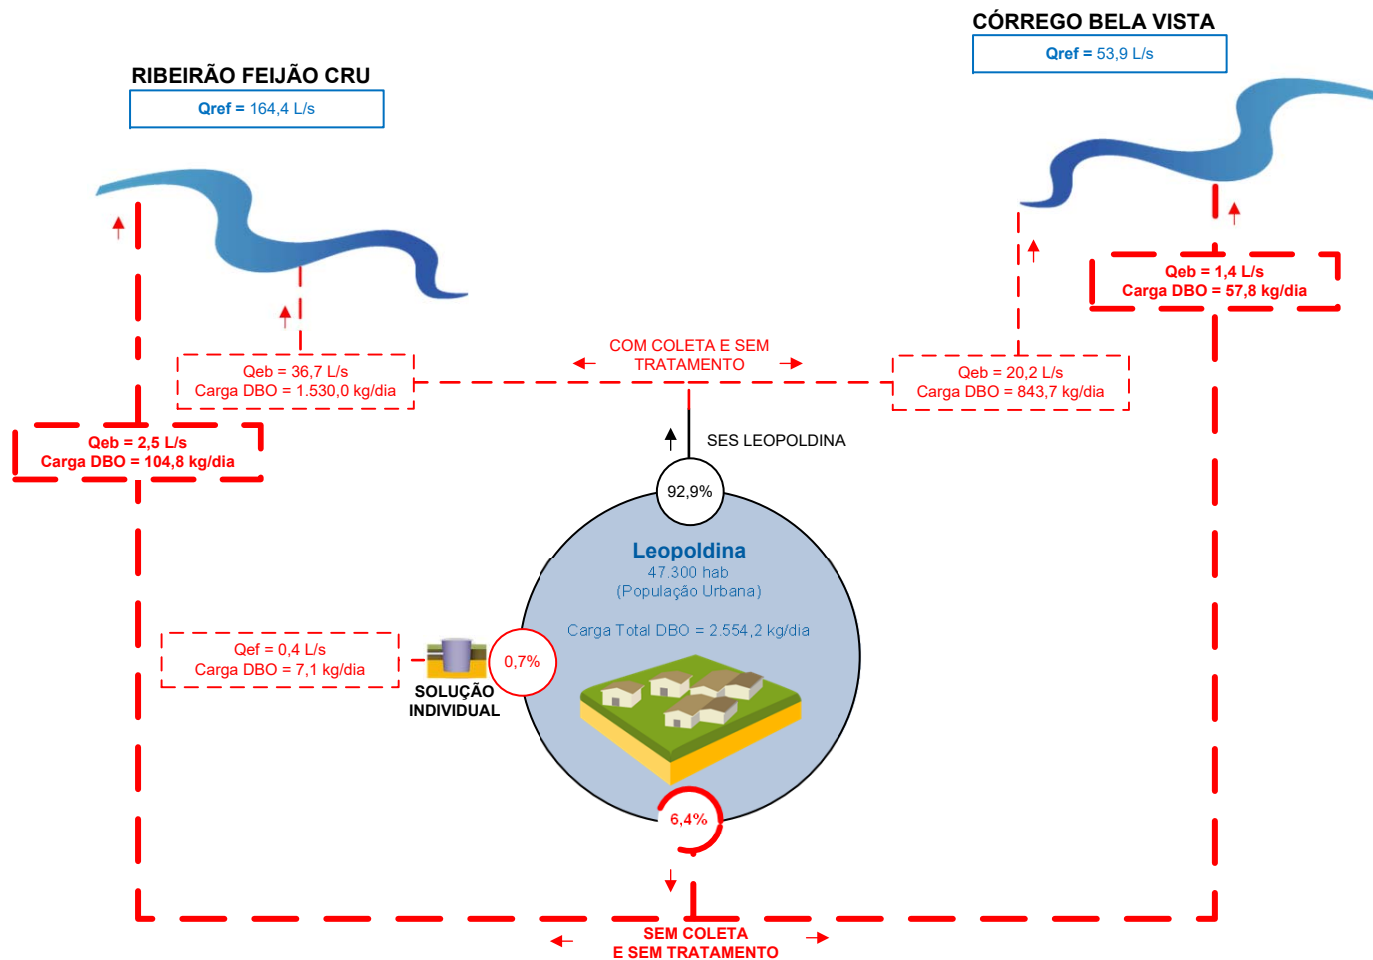 CÓRREGO BELA VISTA
Qref = 53,9 L/s
RIBEIRÃO FEIJÃO CRU
Qref = 164,4 L/s
Qeb = 1,4 L/s
Carga DBO = 57,8 kg/dia
COM COLETA E SEM
TRATAMENTO
Qeb = 36,7 L/s
Carga DBO = 1.530,0 kg/dia
Qeb = 20,2 L/s
Carga DBO = 843,7 kg/dia
Qeb = 2,5 L/s
Carga DBO = 104,8 kg/dia
SES LEOPOLDINA
92,9%
Leopoldina
47.300 hab
(População Urbana)
Carga Total DBO = 2.554,2 kg/dia
Qef = 0,4 L/s
Carga DBO = 7,1 kg/dia
0,7%
SOLUÇÃO
INDIVIDUAL
6,4%
SEM COLETA
E SEM TRATAMENTO